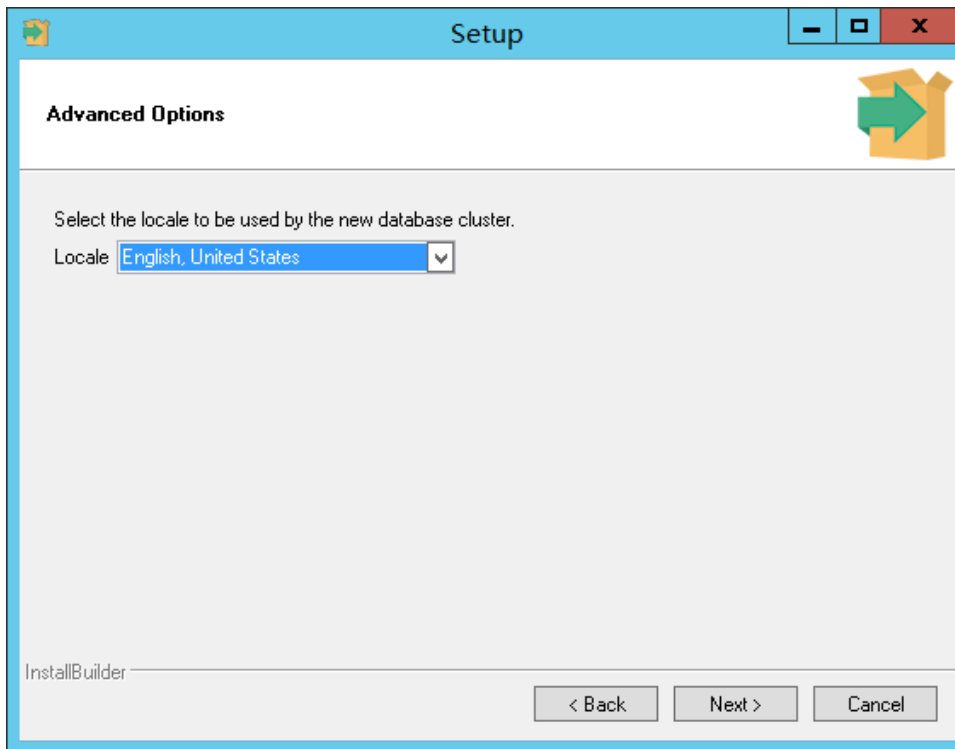 Setup
Advanced Options
Select the locale to be used by the new database cluster.
Locale English, United States
InstallBuilder
< Back Next > Cancel